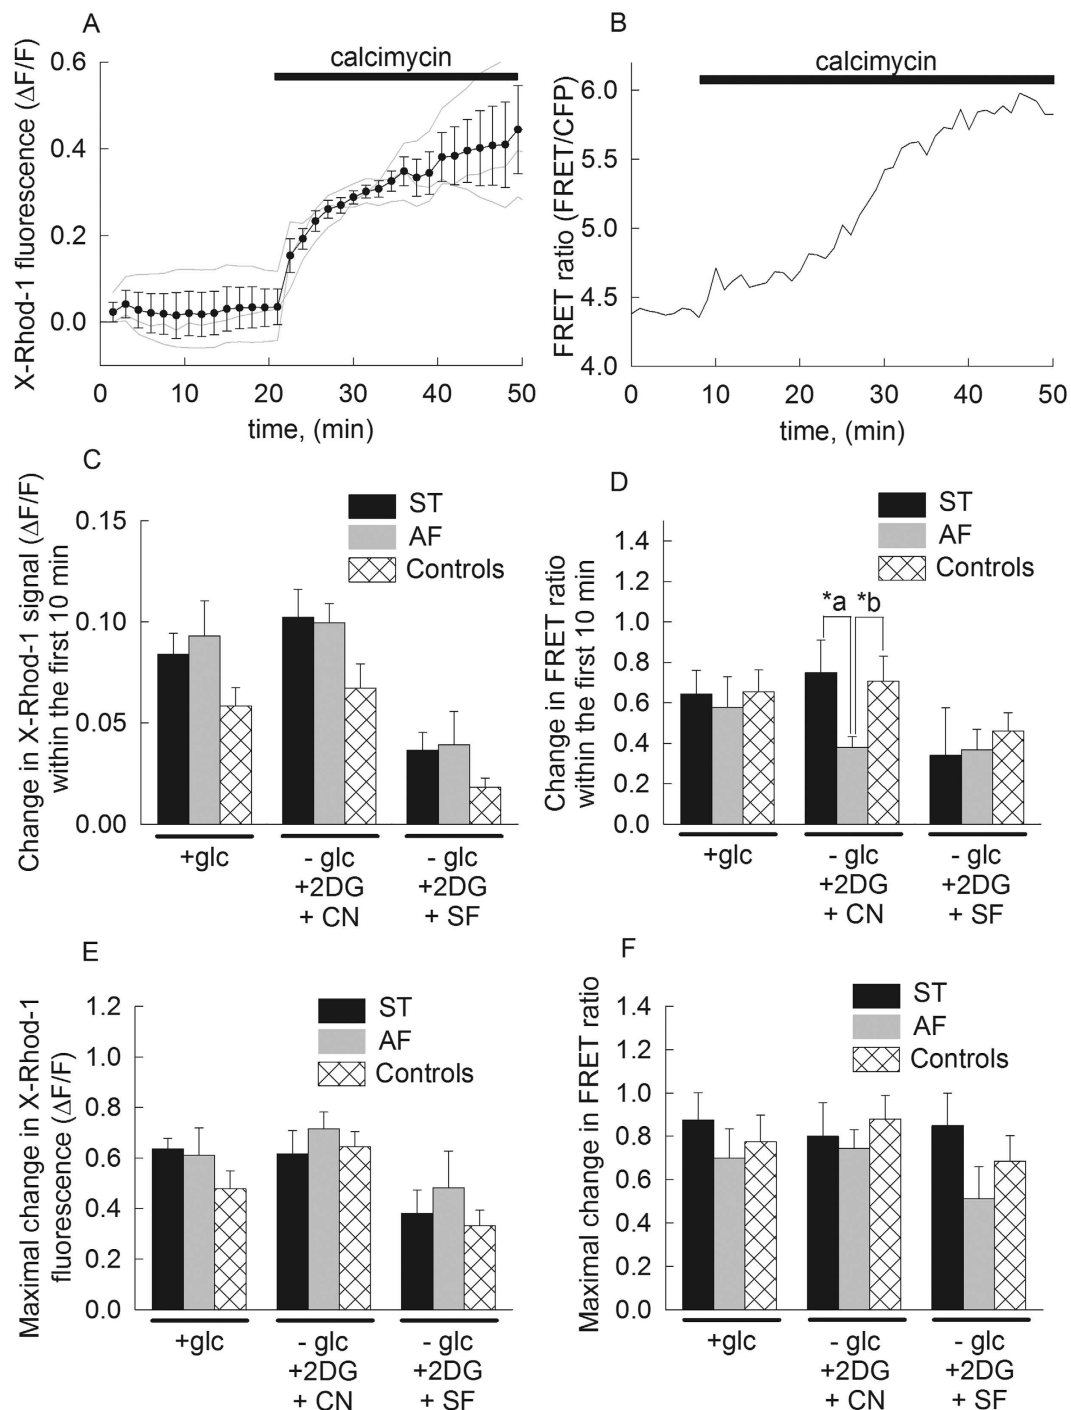 A
calcimycin
X-Rhod-1 fluorescence (ΔF/F)
0.6
0.4
0.2
0.0
0 10 20 30 40 50
time, (min)
B
calcimycin
FRET ratio (FRET/CFP)
6.0
5.5
5.0
4.5
4.0
0 10 20 30 40 50
time, (min)
C
ST
AF
Controls
Change in X-Rhod-1 signal (ΔF/F)
within the first 10 min
0.15
0.10
0.05
0.00
+glc
- glc
+2DG
+ CN
- glc
+2DG
+ SF
D
ST
AF
Controls
Change in FRET ratio
within the first 10 min
1.4
1.2
1.0
0.8
0.6
0.4
0.2
0.0
*a *b
+glc
- glc
+2DG
+ CN
- glc
+2DG
+ SF
E
ST
AF
Controls
Maximal change in X-Rhod-1
fluorescence (ΔF/F)
1.2
1.0
0.8
0.6
0.4
0.2
0.0
+glc
- glc
+2DG
+ CN
- glc
+2DG
+ SF
F
ST
AF
Controls
Maximal change in FRET ratio
1.4
1.2
1.0
0.8
0.6
0.4
0.2
0.0
+glc
- glc
+2DG
+ CN
- glc
+2DG
+ SF